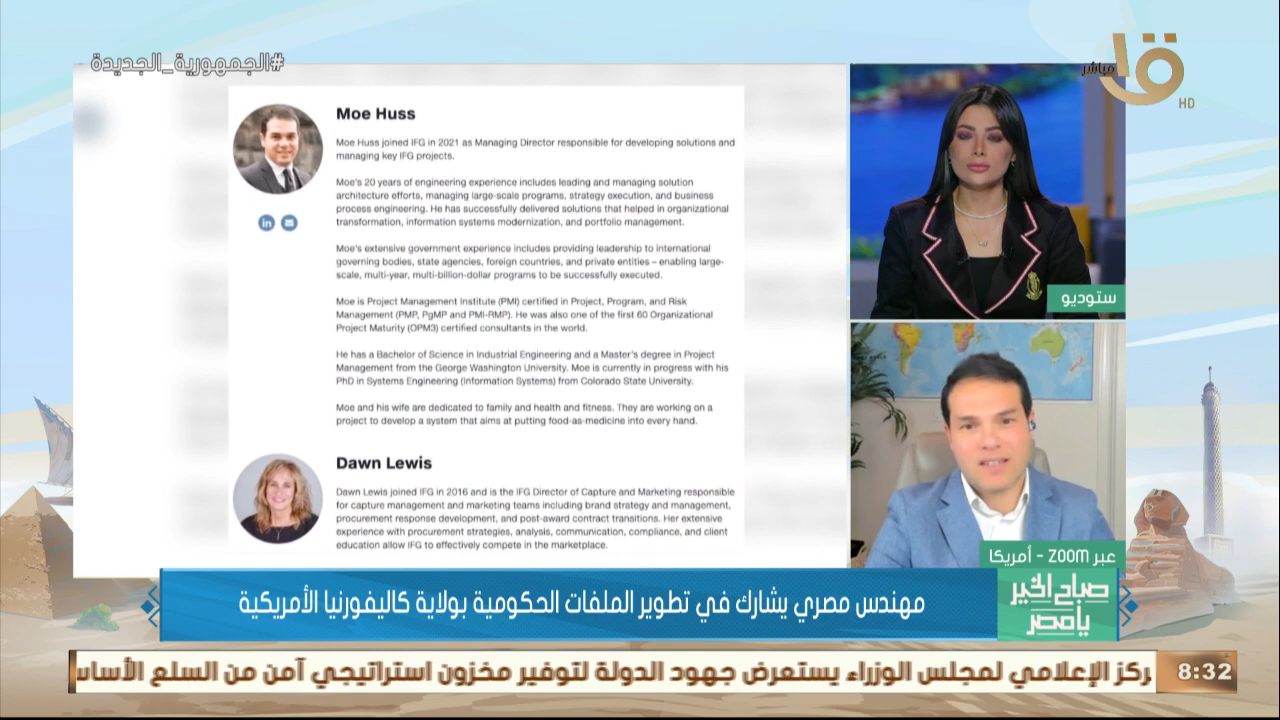 #الجمهورية_الجديدة
مباشر
HD
Moe Huss
Moe Huss joined IFG in 2021 as Managing Director responsible for developing solutions and
managing key IFG projects.
Moe's 20 years of engineering experience includes leading and managing solution
architecture efforts, managing large-scale programs, strategy execution, and business
process engineering. He has successfully delivered solutions that helped in organizational
transformation, information systems modernization, and portfolio management.
Moe's extensive government experience includes providing leadership to international
governing bodies, state agencies, foreign countries, and private entities – enabling large-
scale, multi-year, multi-billion-dollar programs to be successfully executed.
Moe is Project Management Institute (PMI) certified in Project, Program, and Risk
Management (PMP, PgMP and PMI-RMP). He was also one of the first 60 Organizational
Project Maturity (OPM3) certified consultants in the world.
He has a Bachelor of Science in Industrial Engineering and a Master's degree in Project
Management from the George Washington University. Moe is currently in progress with his
PhD in Systems Engineering (Information Systems) from Colorado State University.
Moe and his wife are dedicated to family and health and fitness. They are working on a
project to develop a system that aims at putting food-as-medicine into every hand.
Dawn Lewis
Dawn Lewis joined IFG in 2016 and is the IFG Director of Capture and Marketing responsible
for capture management and marketing teams including brand strategy and management,
procurement response development, and post-award contract transitions. Her extensive
experience with procurement strategies, analysis, communication, compliance, and client
education allow IFG to effectively compete in the marketplace.
in
ستوديو
عبر ZOOM - أمريكا
صباح الخير
يا مصر
مهندس مصري يشارك في تطوير الملفات الحكومية بولاية كاليفورنيا الأمريكية
ركز الإعلامي لمجلس الوزراء يستعرض جهود الدولة لتوفير مخزون استراتيجي آمن من السلع الأساس
8:32